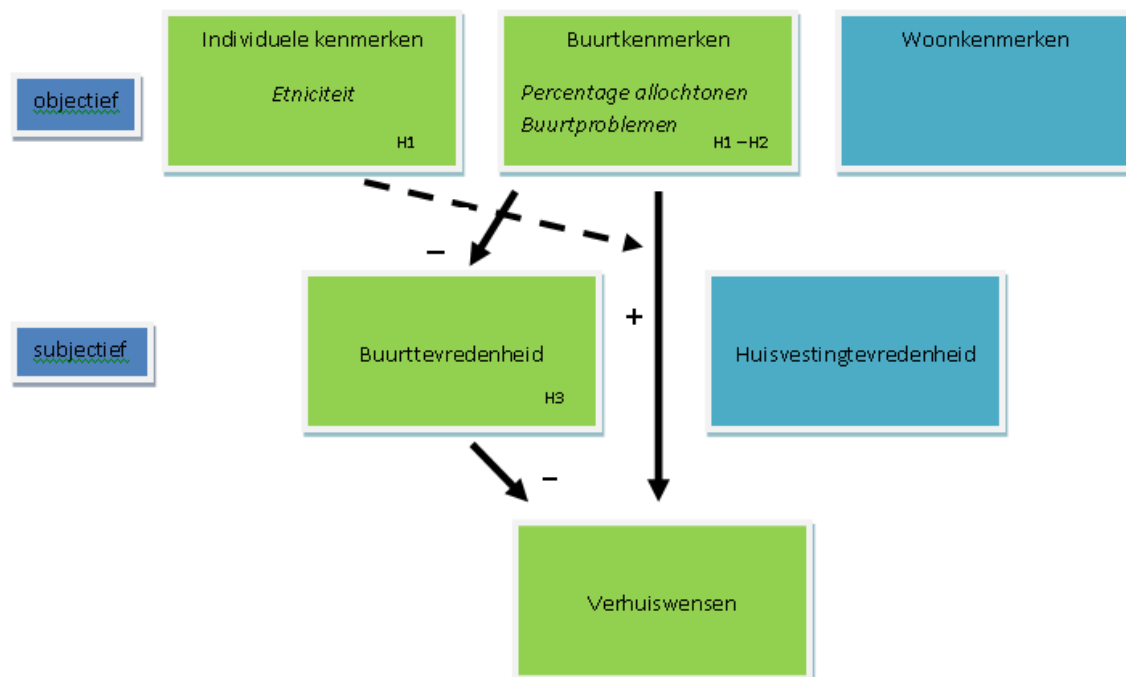 Individuele kenmerken
Etniciteit
H1
Buurtkenmerken
Percentage allochtonen
Buurtproblemen
H1 – H2
Woonkenmerken
objectief
–
+
subjectief
Buurttevredenheid
H3
Huisvestingtevredenheid
–
Verhuiswensen